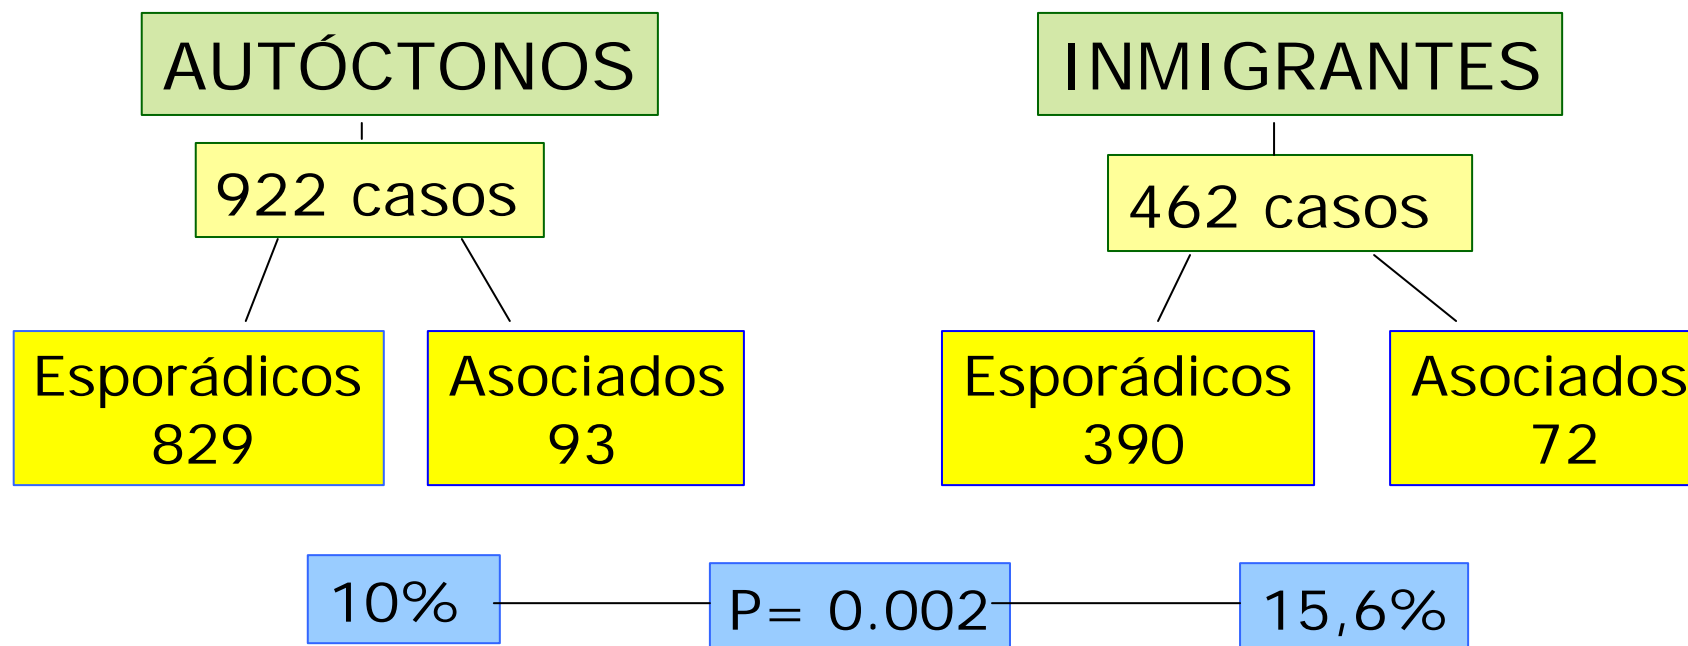 AUTÓCTONOS
922 casos
Esporádicos
829
Asociados
93
INMIGRANTES
462 casos
Esporádicos
390
Asociados
72
10%
P= 0.002
15,6%